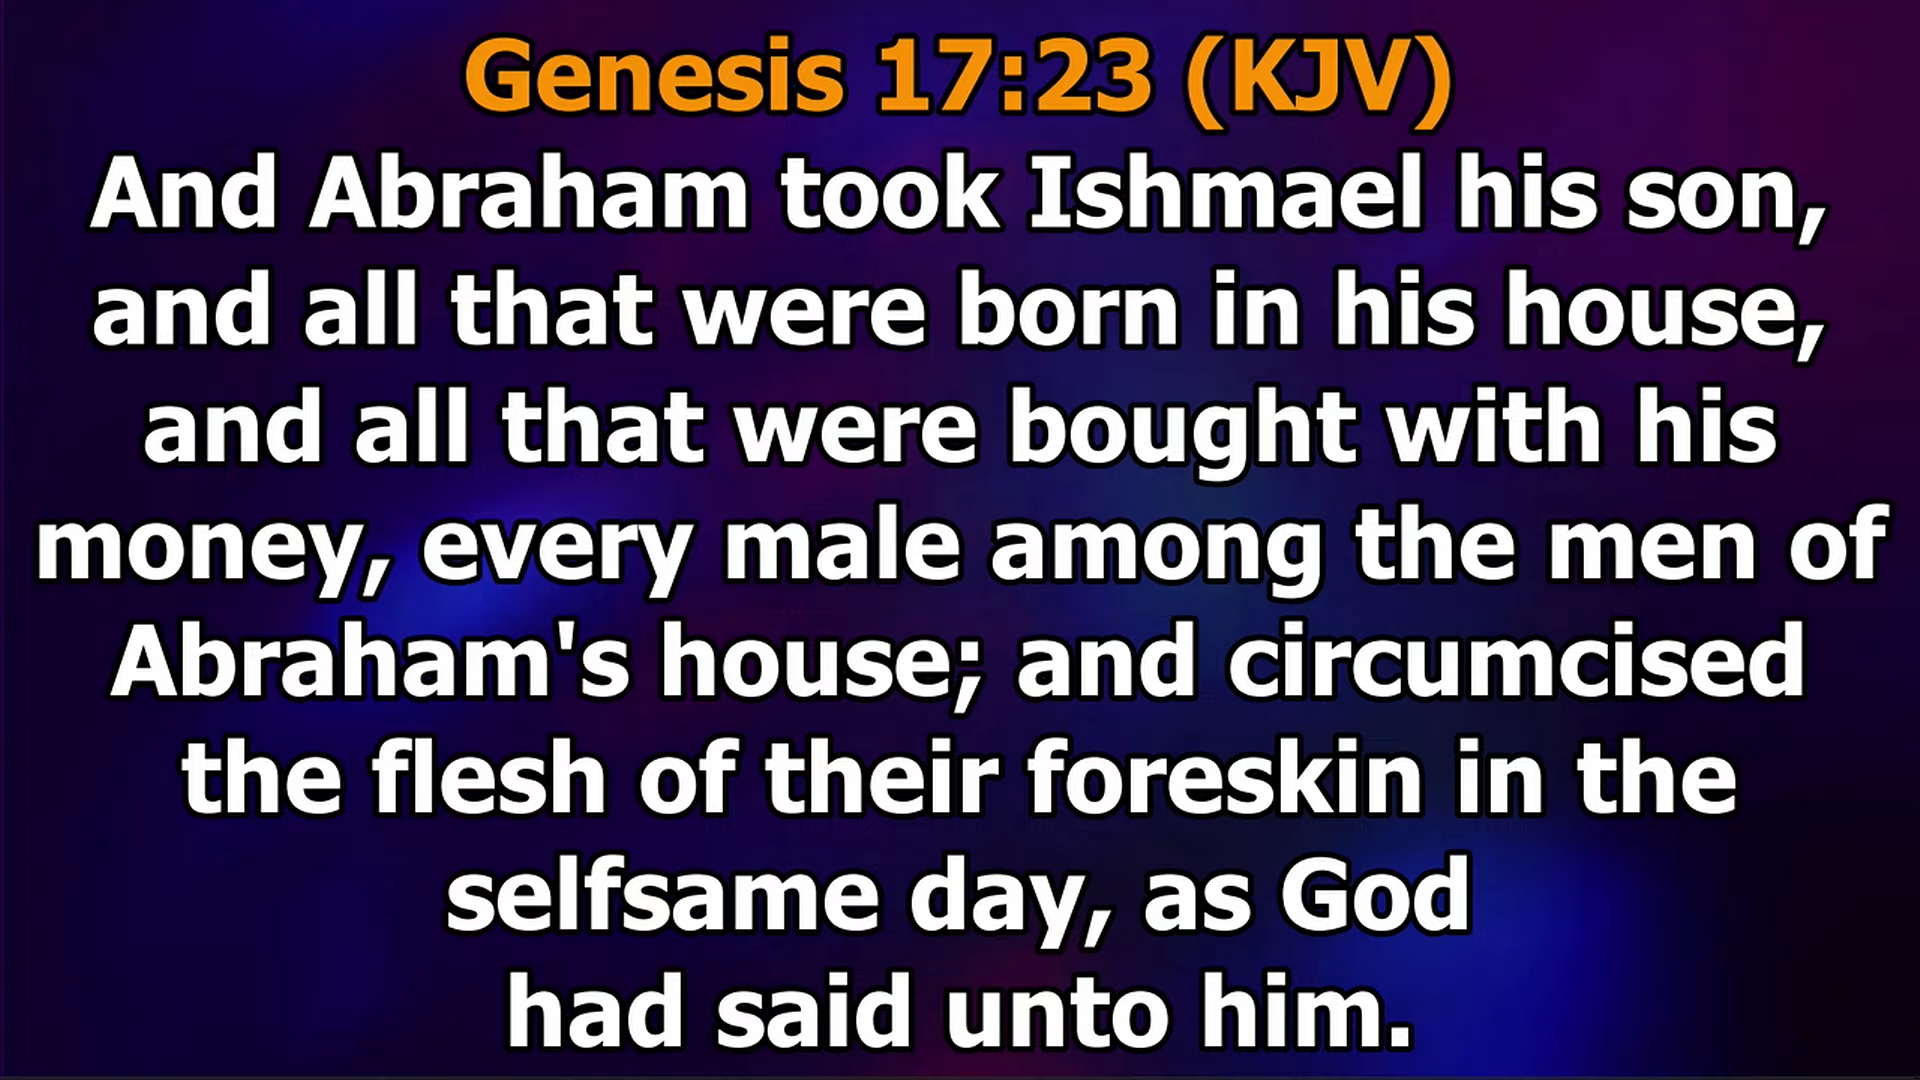 Genesis 17:23 (KJV)
And Abraham took Ishmael his son,
and all that were born in his house,
and all that were bought with his
money, every male among the men of
Abraham's house; and circumcised
the flesh of their foreskin in the
selfsame day, as God
had said unto him.